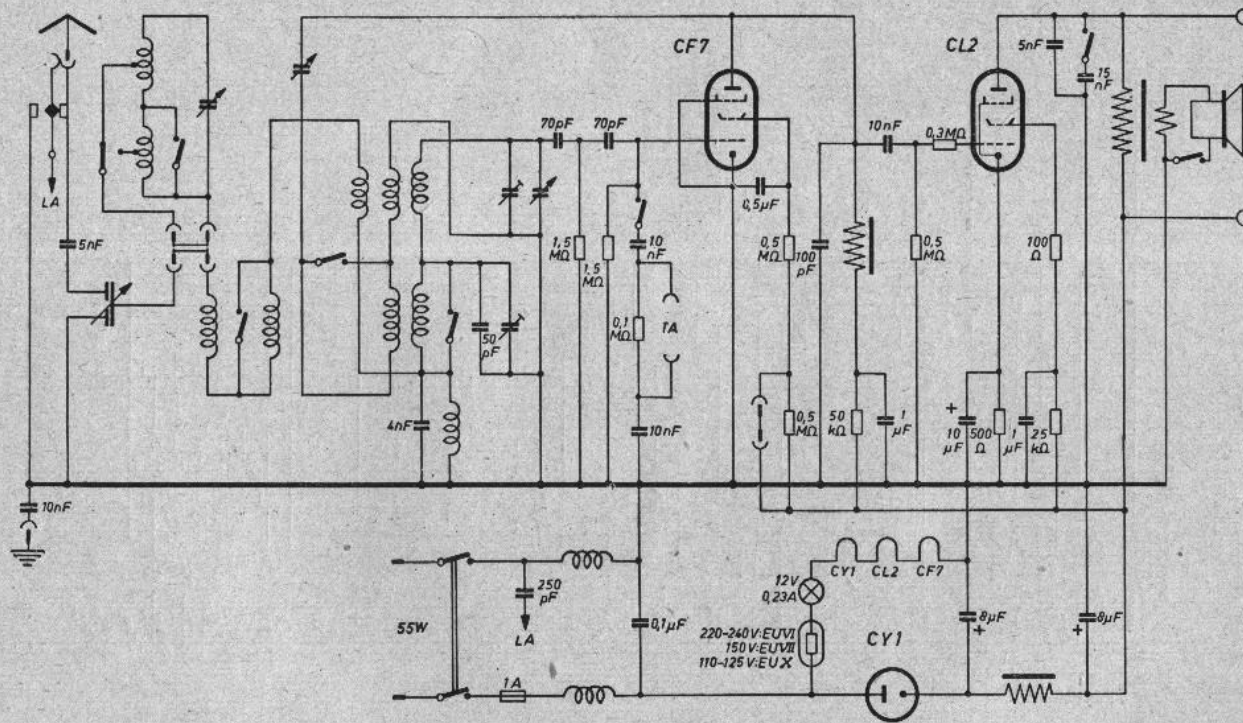 CF7
CL2
5nF
15
nF
70pF
70pF
10nF
0,3MΩ
LA
5nF
0,5µF
10
nF
1,5
MΩ
1,5
MΩ
0,5
MΩ
100
pF
0,5
MΩ
100
Ω
50
pF
0,1
MΩ
TA
4nF
10nF
0,5
MΩ
50
kΩ
1
µF
+
10
µF
500
Ω
1
µF
25
kΩ
10nF
CY1
CL2
CF7
12V
0,23A
250
pF
LA
55W
0,1µF
220-240V:EUVI
150V:EUVII
110-125V:EUX
CY1
8µF
+
8µF
+
1A